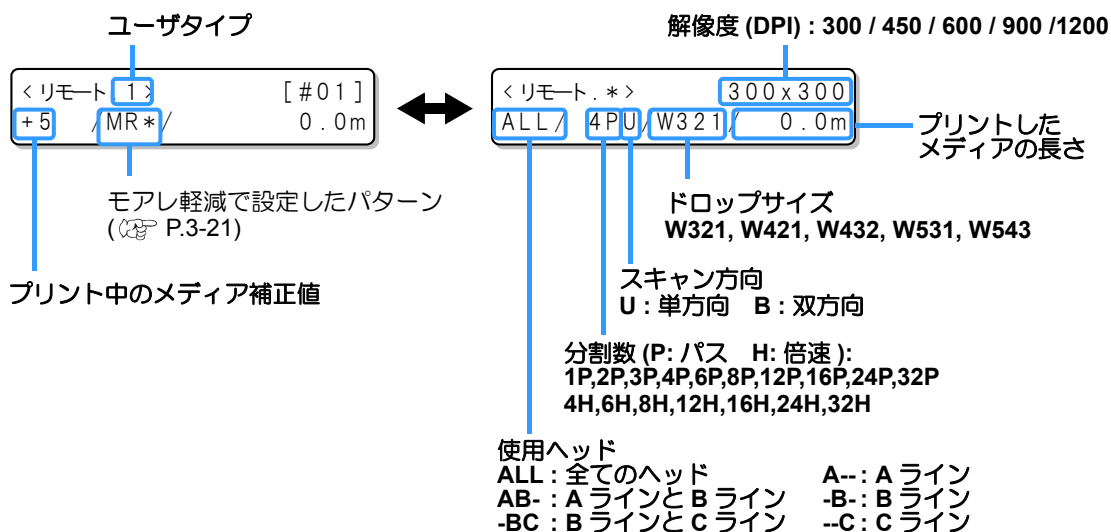 ユーザタイプ
解像度 (DPI) : 300 / 450 / 600 / 900 /1200
<リモート.1> [#01]
+5 /MR*/ 0.0m
<リモート.*> 300x300
ALL/ 4PU/W321/ 0.0m
プリントした
メディアの長さ
モアレ軽減で設定したパターン
(☞ P.3-21)
ドロップサイズ
W321, W421, W432, W531, W543
プリント中のメディア補正値
スキャン方向
U : 単方向 B : 双方向
分割数 (P: パス H: 倍速 ):
1P,2P,3P,4P,6P,8P,12P,16P,24P,32P
4H,6H,8H,12H,16H,24H,32H
使用ヘッド
ALL : 全てのヘッド A-- : A ライン
AB- : A ラインと B ライン -B- : B ライン
-BC : B ラインと C ライン --C : C ライン